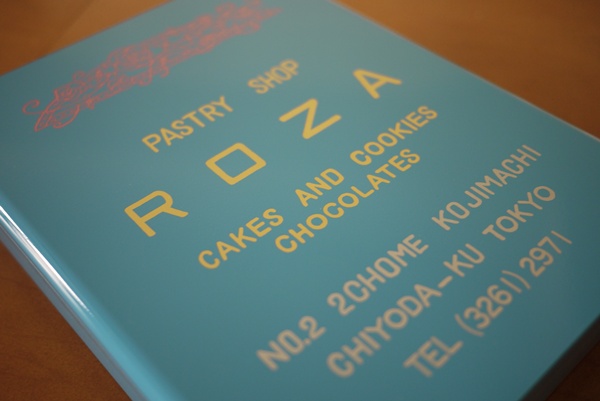 PASTRY SHOP
ROZA
CAKES AND COOKIES
CHOCOLATES
NO.2 2CHOME KOJIMACHI
CHIYODA-KU TOKYO
TEL (3261) 2971